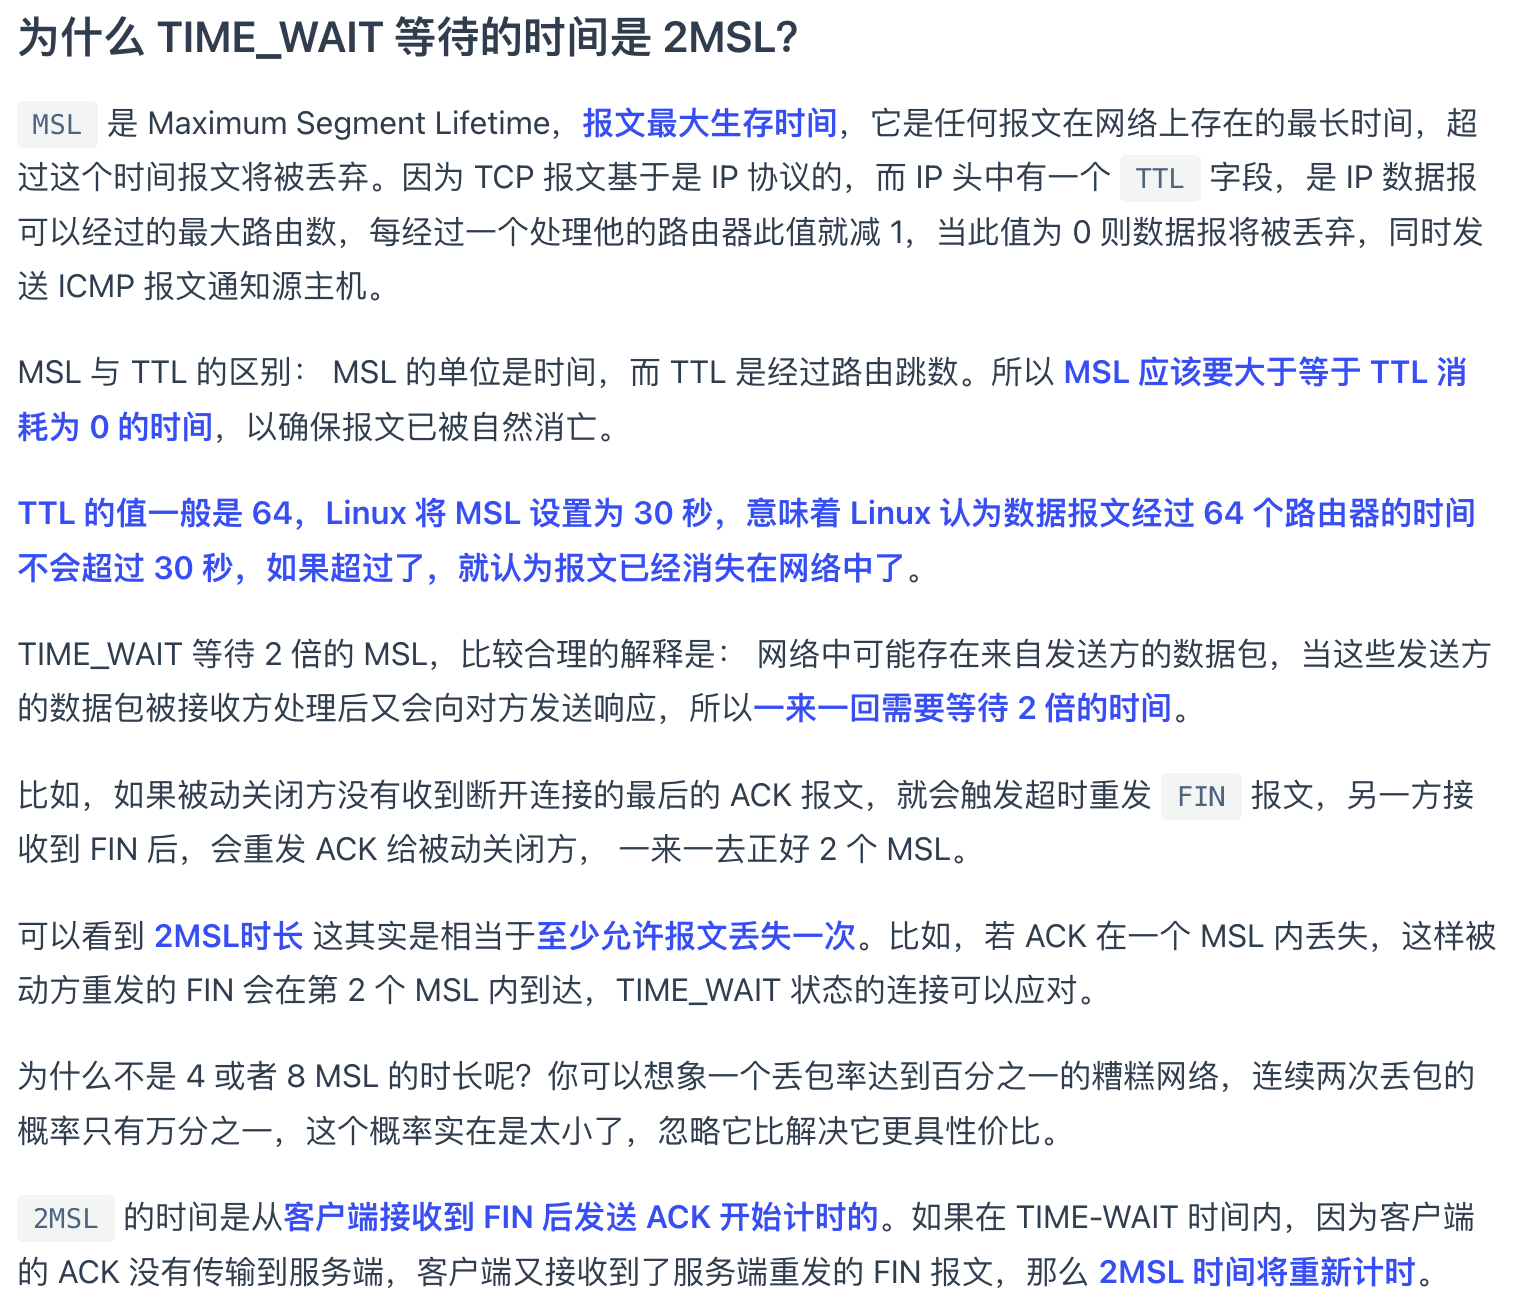 为什么 TIME_WAIT 等待的时间是 2MSL？
MSL 是 Maximum Segment Lifetime，报文最大生存时间，它是任何报文在网络上存在的最长时间，超
过这个时间报文将被丢弃。因为 TCP 报文基于是 IP 协议的，而 IP 头中有一个 TTL 字段，是 IP 数据报
可以经过的最大路由数，每经过一个处理他的路由器此值就减 1，当此值为 0 则数据报将被丢弃，同时发
送 ICMP 报文通知源主机。
MSL 与 TTL 的区别： MSL 的单位是时间，而 TTL 是经过路由跳数。所以 MSL 应该要大于等于 TTL 消
耗为 0 的时间，以确保报文已被自然消亡。
TTL 的值一般是 64，Linux 将 MSL 设置为 30 秒，意味着 Linux 认为数据报文经过 64 个路由器的时间
不会超过 30 秒，如果超过了，就认为报文已经消失在网络中了。
TIME_WAIT 等待 2 倍的 MSL，比较合理的解释是： 网络中可能存在来自发送方的数据包，当这些发送方
的数据包被接收方处理后又会向对方发送响应，所以一来一回需要等待 2 倍的时间。
比如，如果被动关闭方没有收到断开连接的最后的 ACK 报文，就会触发超时重发 FIN 报文，另一方接
收到 FIN 后，会重发 ACK 给被动关闭方， 一来一去正好 2 个 MSL。
可以看到 2MSL时长 这其实是相当于至少允许报文丢失一次。比如，若 ACK 在一个 MSL 内丢失，这样被
动方重发的 FIN 会在第 2 个 MSL 内到达，TIME_WAIT 状态的连接可以应对。
为什么不是 4 或者 8 MSL 的时长呢？你可以想象一个丢包率达到百分之一的糟糕网络，连续两次丢包的
概率只有万分之一，这个概率实在是太小了，忽略它比解决它更具性价比。
2MSL 的时间是从客户端接收到 FIN 后发送 ACK 开始计时的。如果在 TIME-WAIT 时间内，因为客户端
的 ACK 没有传输到服务端，客户端又接收到了服务端重发的 FIN 报文，那么 2MSL 时间将重新计时。